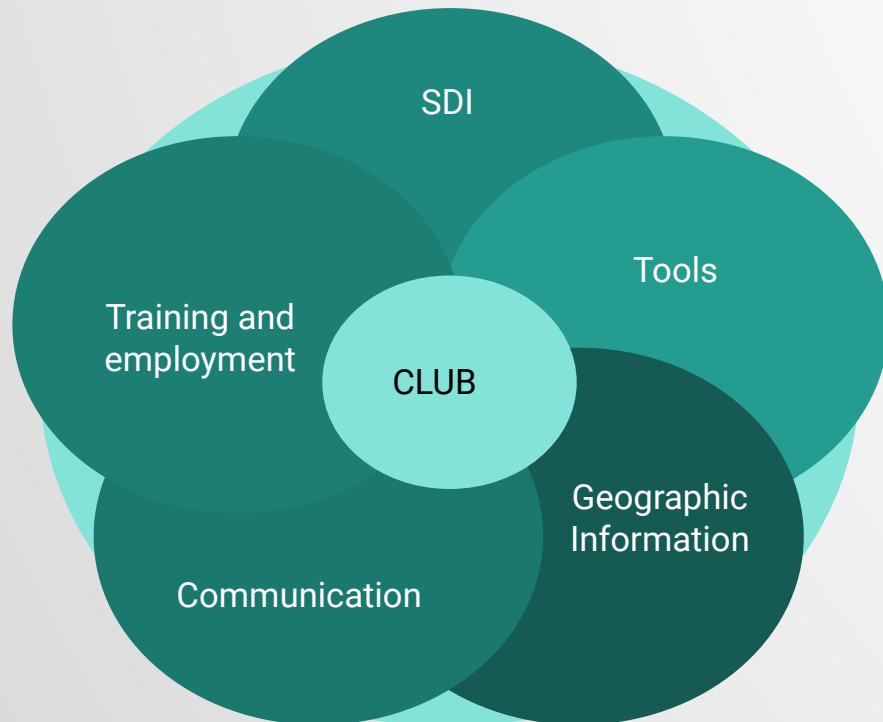 SDI
Tools
Training and
employment
CLUB
Geographic
Information
Communication